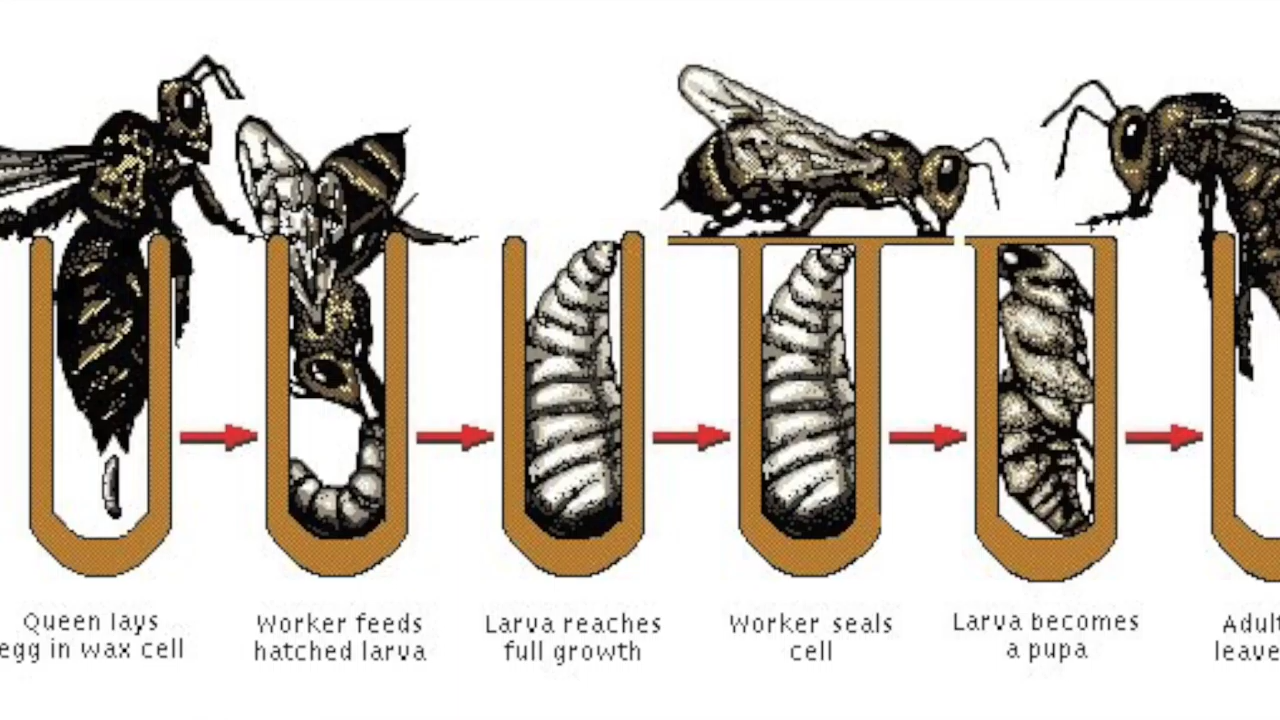 Queen lays
egg in wax cell
Worker feeds
hatched larva
Larva reaches
full growth
Worker seals
cell
Larva becomes
a pupa
Adult
leave